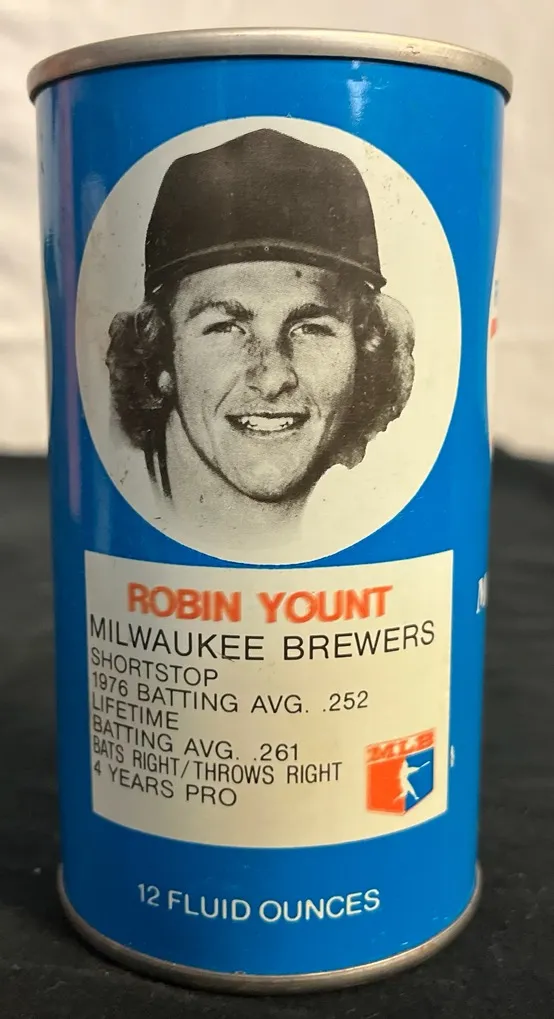 ROBIN YOUNT
MILWAUKEE BREWERS
SHORTSTOP
1976 BATTING AVG. .252
LIFETIME
BATTING AVG. .261
BATS RIGHT/THROWS RIGHT
4 YEARS PRO
MLB
12 FLUID OUNCES